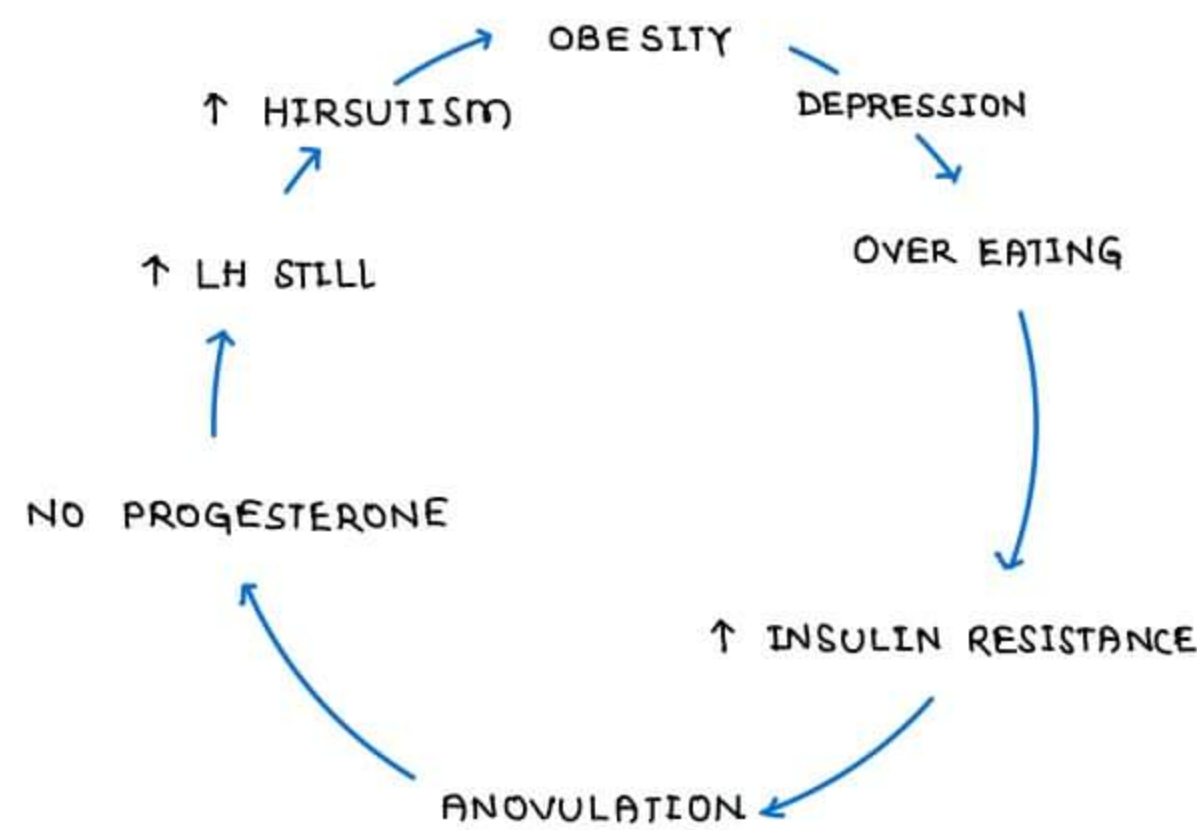 OBESITY
DEPRESSION
OVER EATING
↑ INSULIN RESISTANCE
ANOVULATION
NO PROGESTERONE
↑ LH STILL
↑ HIRSUTISM